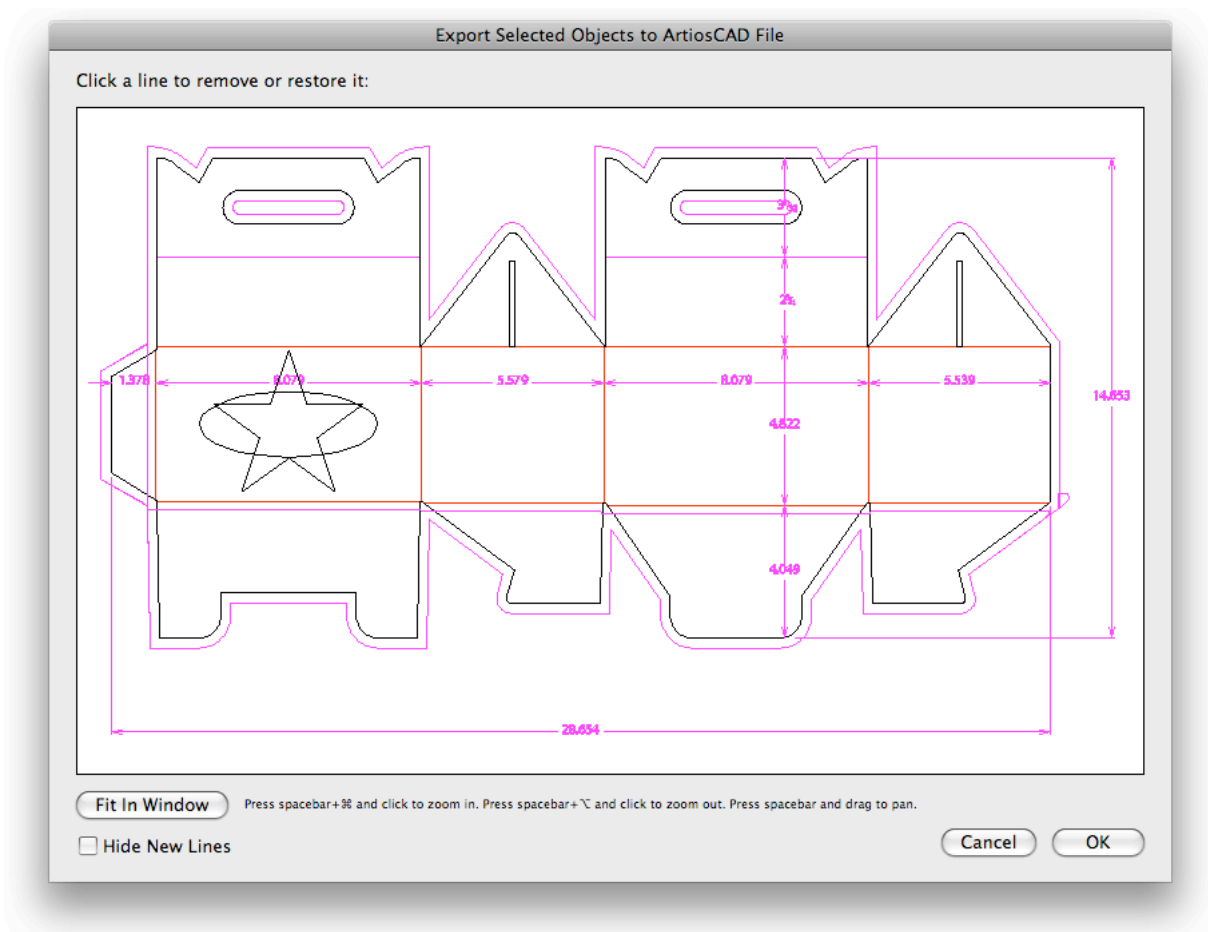 Export Selected Objects to ArtiosCAD File
Click a line to remove or restore it:
1.378
8.079
5.579
8.079
5.539
14.653
4.822
4.049
28.654
Fit In Window
Press spacebar+⌘ and click to zoom in. Press spacebar+⌥ and click to zoom out. Press spacebar and drag to pan.
Hide New Lines
Cancel
OK